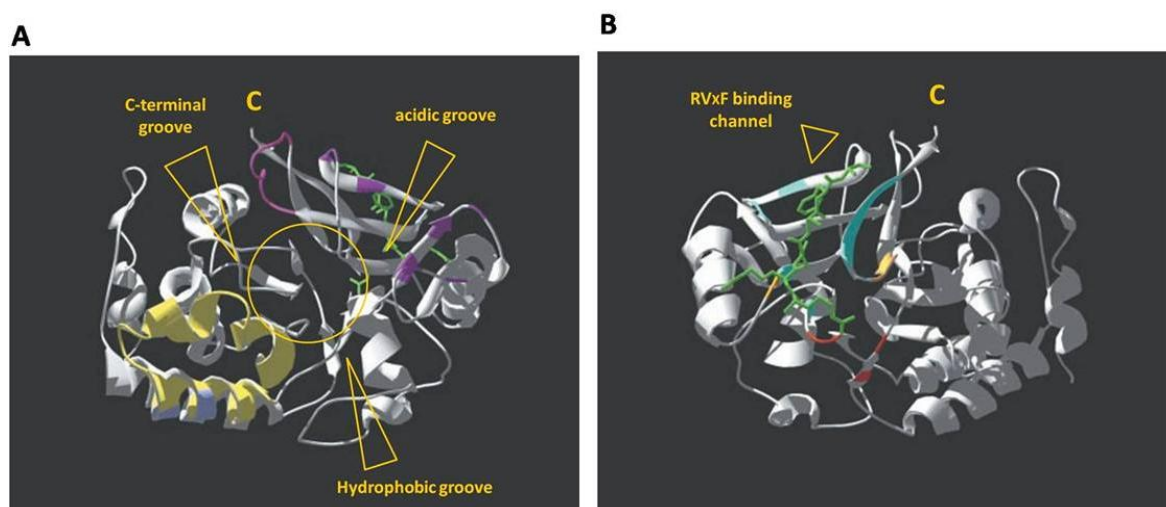 A
C-terminal
groove
C
acidic groove
Hydrophobic groove
B
RVxF binding
channel
C